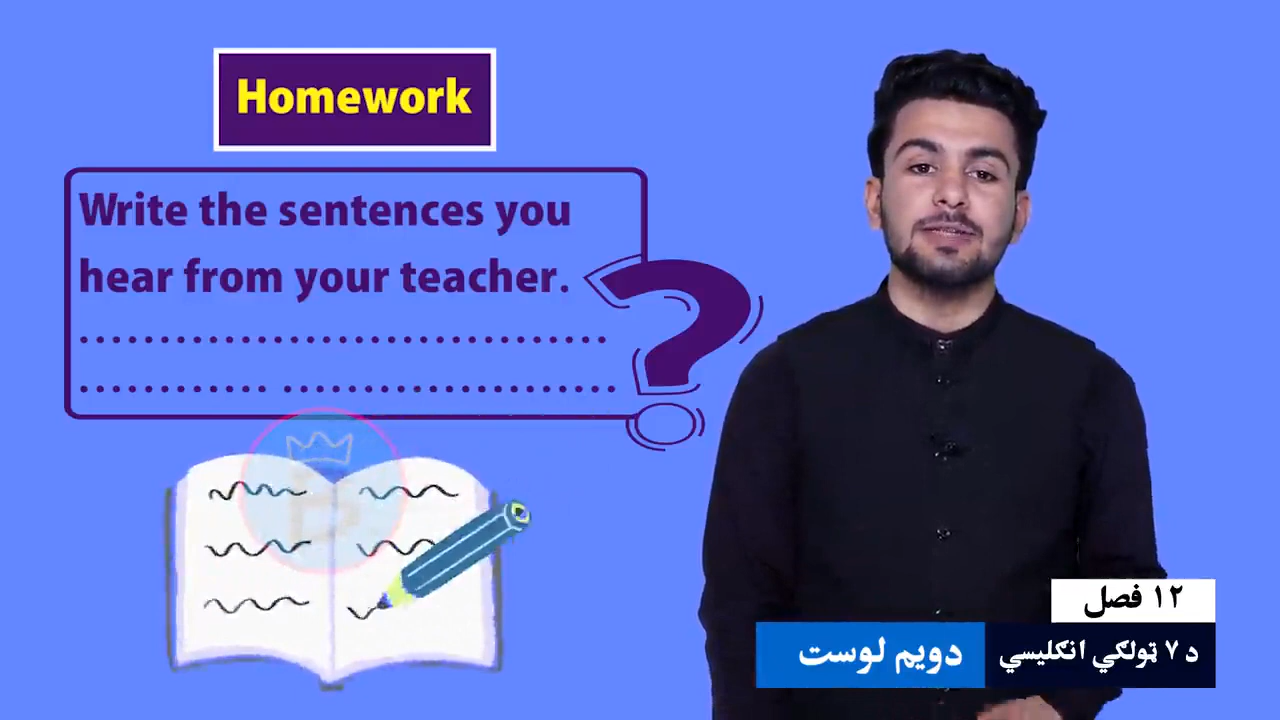 Homework
Write the sentences you
hear from your teacher.
................................
............ .....................
?
۱۲ فصل
د ۷ ټولګي انګلیسي
دویم لوست